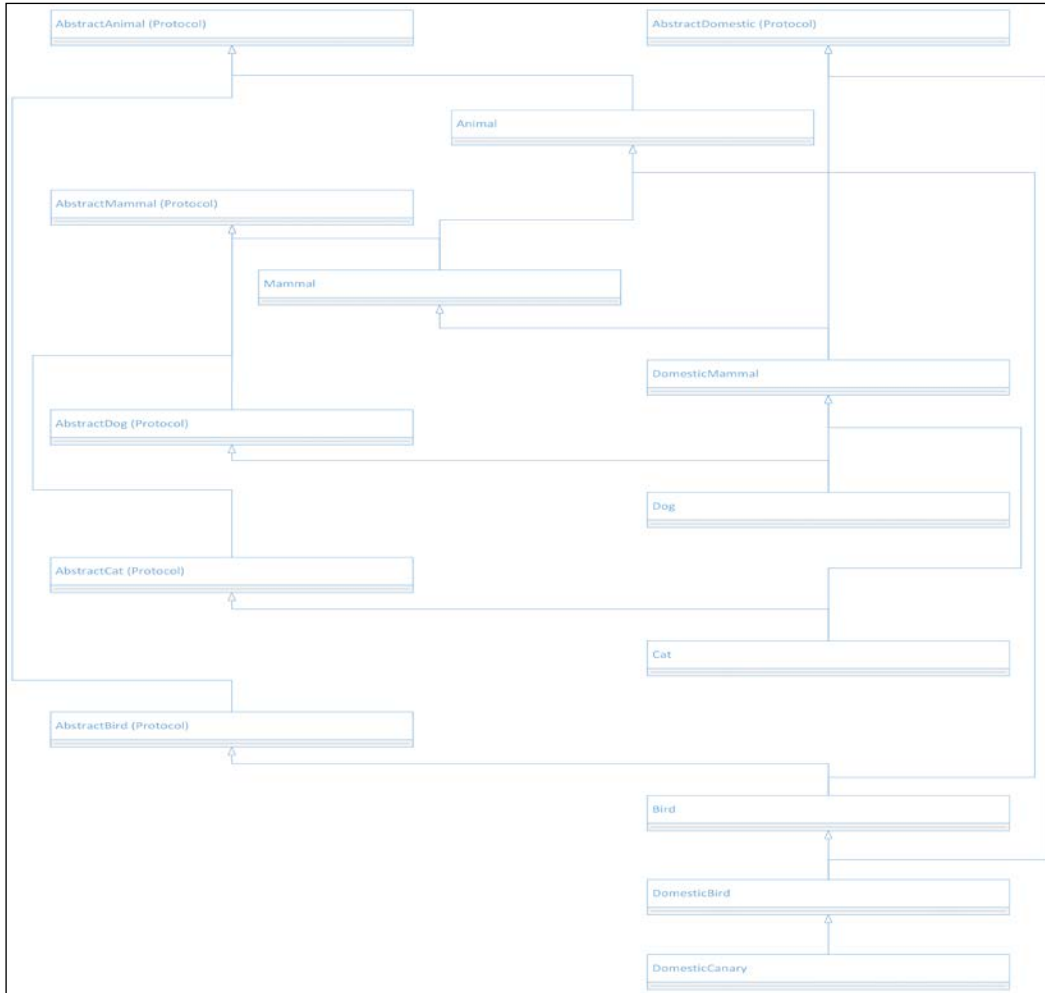 AbstractAnimal (Protocol)
AbstractDomestic (Protocol)
Animal
AbstractMammal (Protocol)
Mammal
DomesticMammal
AbstractDog (Protocol)
Dog
AbstractCat (Protocol)
Cat
AbstractBird (Protocol)
Bird
DomesticBird
DomesticCanary